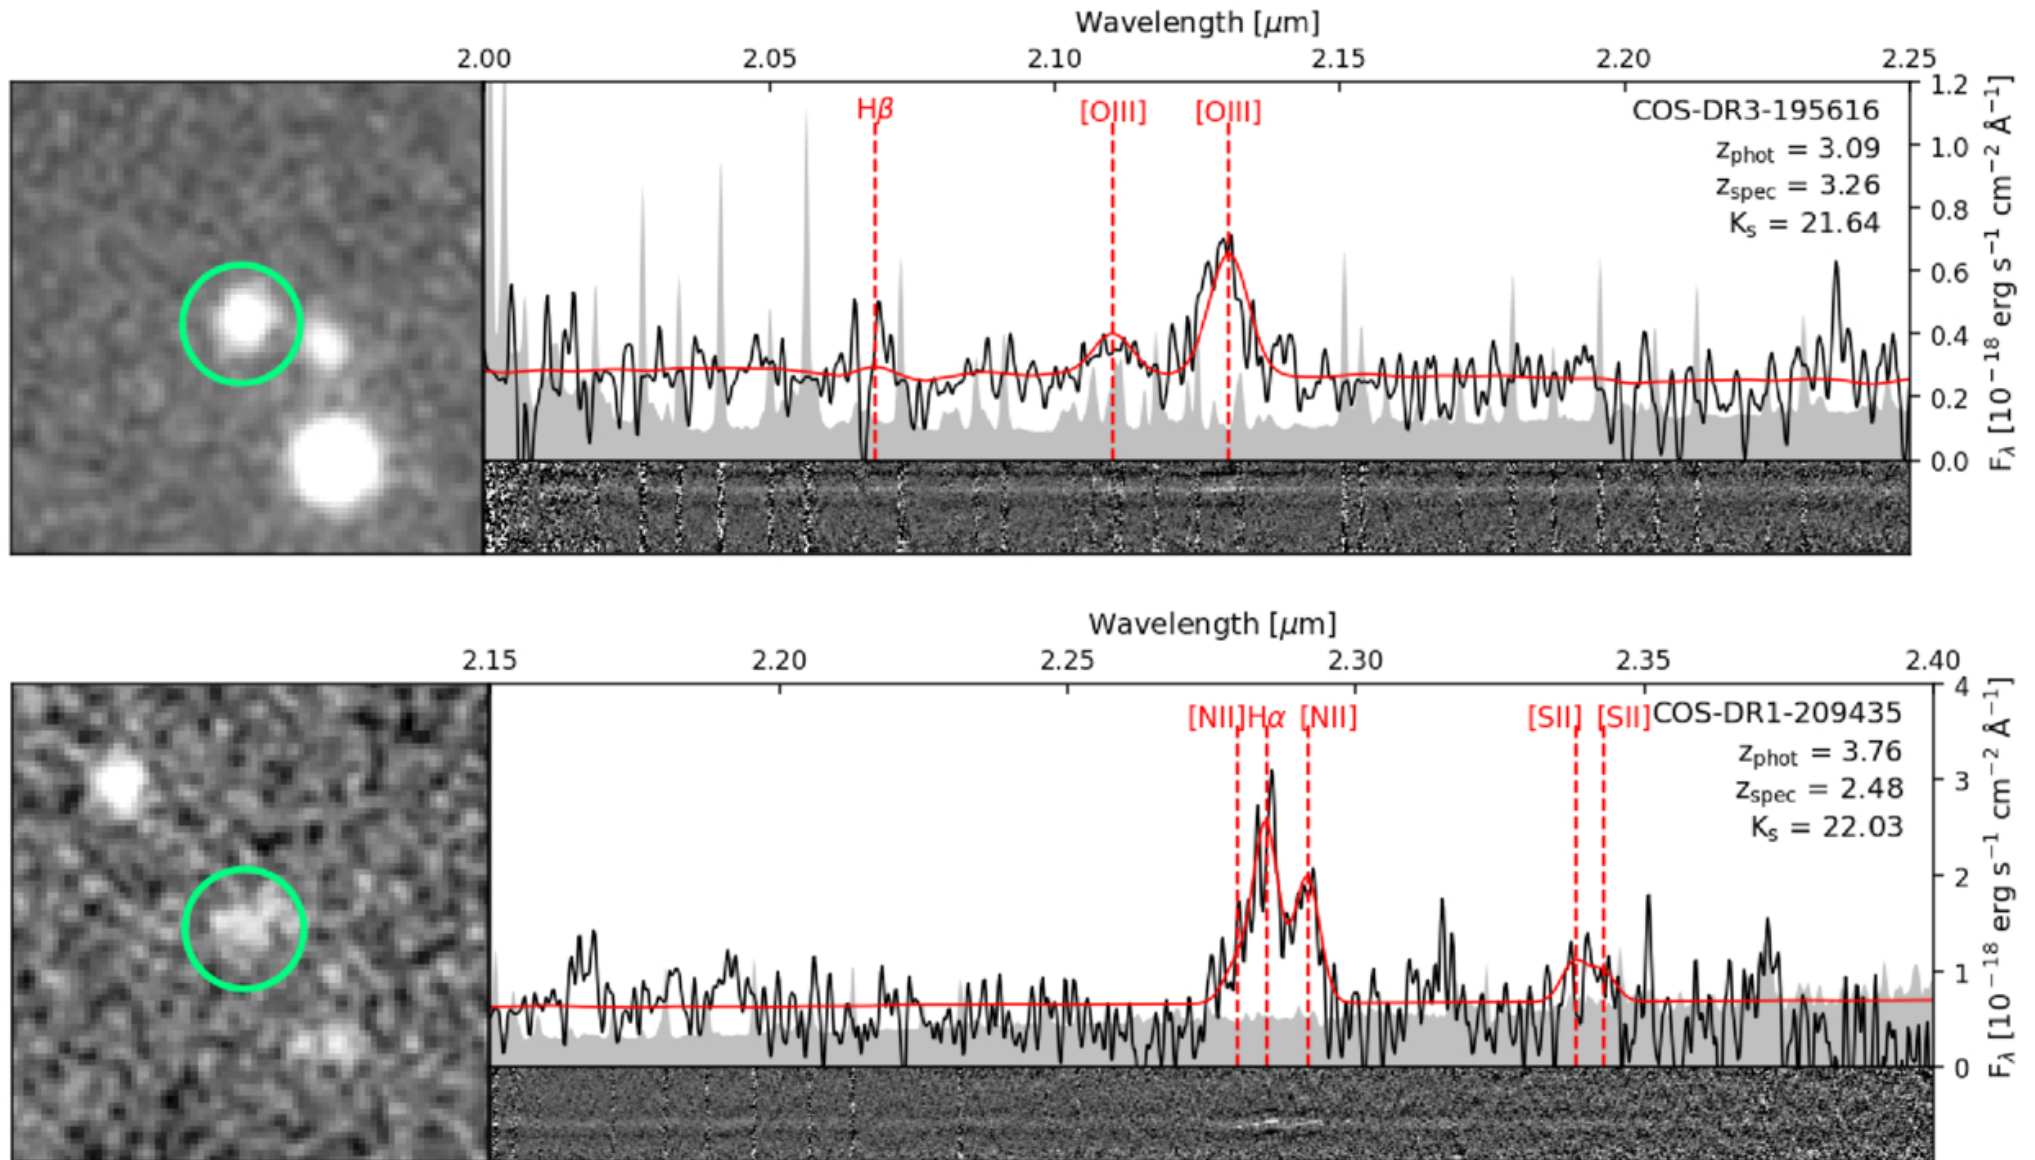 Wavelength [μm]
2.00 2.05 2.10 2.15 2.20 2.25
Hβ [OIII] [OIII]
COS-DR3-195616
z_phot = 3.09
z_spec = 3.26
K_s = 21.64
1.2
1.0
0.8
0.6
0.4
0.2
0.0
F_λ [10⁻¹⁸ erg s⁻¹ cm⁻² Å⁻¹]
Wavelength [μm]
2.15 2.20 2.25 2.30 2.35 2.40
[NII] Hα [NII] [SII] [SII]
COS-DR1-209435
z_phot = 3.76
z_spec = 2.48
K_s = 22.03
4
3
2
1
0
F_λ [10⁻¹⁸ erg s⁻¹ cm⁻² Å⁻¹]